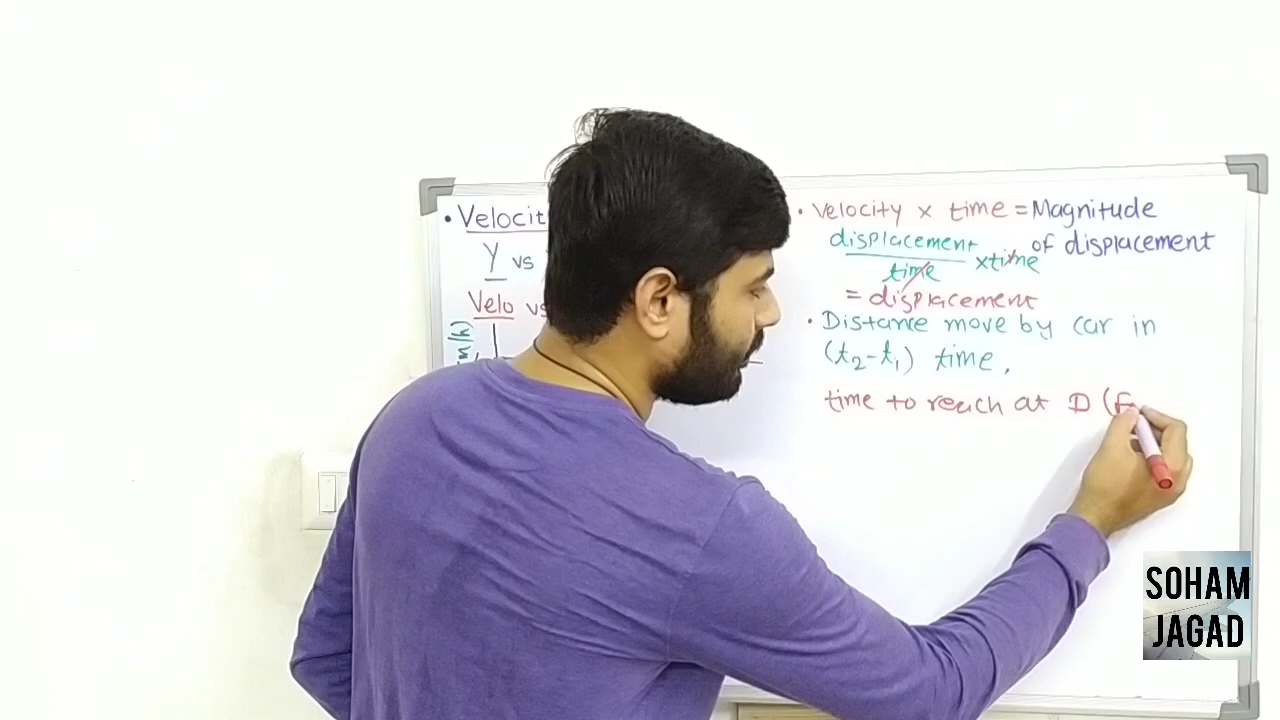 • Velocit
Y vs
Velo vs
• Velocity × time = Magnitude
of displacement
displacement / time × time
= displacement
• Distance move by car in
(t₂-t₁) time,
time to reach at D (F
SOHAM
JAGAD